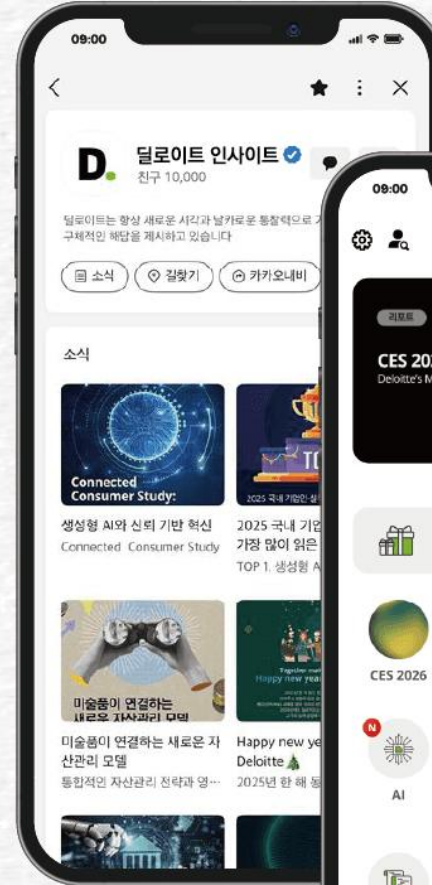 09:00
D.
딜로이트 인사이트
친구 10,000
딜로이트는 항상 새로운 시각과 날카로운 통찰력으로
구체적인 해답을 제시하고 있습니다
소식
길찾기
카카오내비
소식
Connected
Consumer Study:
생성형 AI와 신뢰 기반 혁신
Connected Consumer Study
2025 국내 기업인
2025 국내 기업
가장 많이 읽은
TOP 1. 생성형
미술품이 연결하는
새로운 자산관리 모델
미술품이 연결하는 새로운 자
산관리 모델
통합적인 자산관리 전략과 영…
Together
Happy new year
Happy new ye
Deloitte
2025년 한 해
09:00
리포트
CES 202
Deloitte's M
CES 2026
N
AI